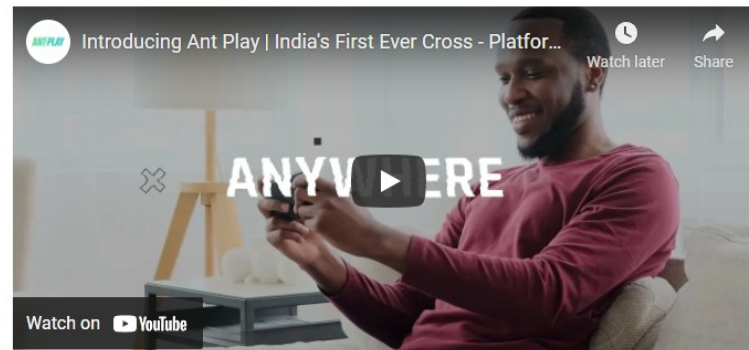 ANT PLAY
Introducing Ant Play | India's First Ever Cross - Platfor...
Watch later
Share
ANYWHERE
Watch on YouTube